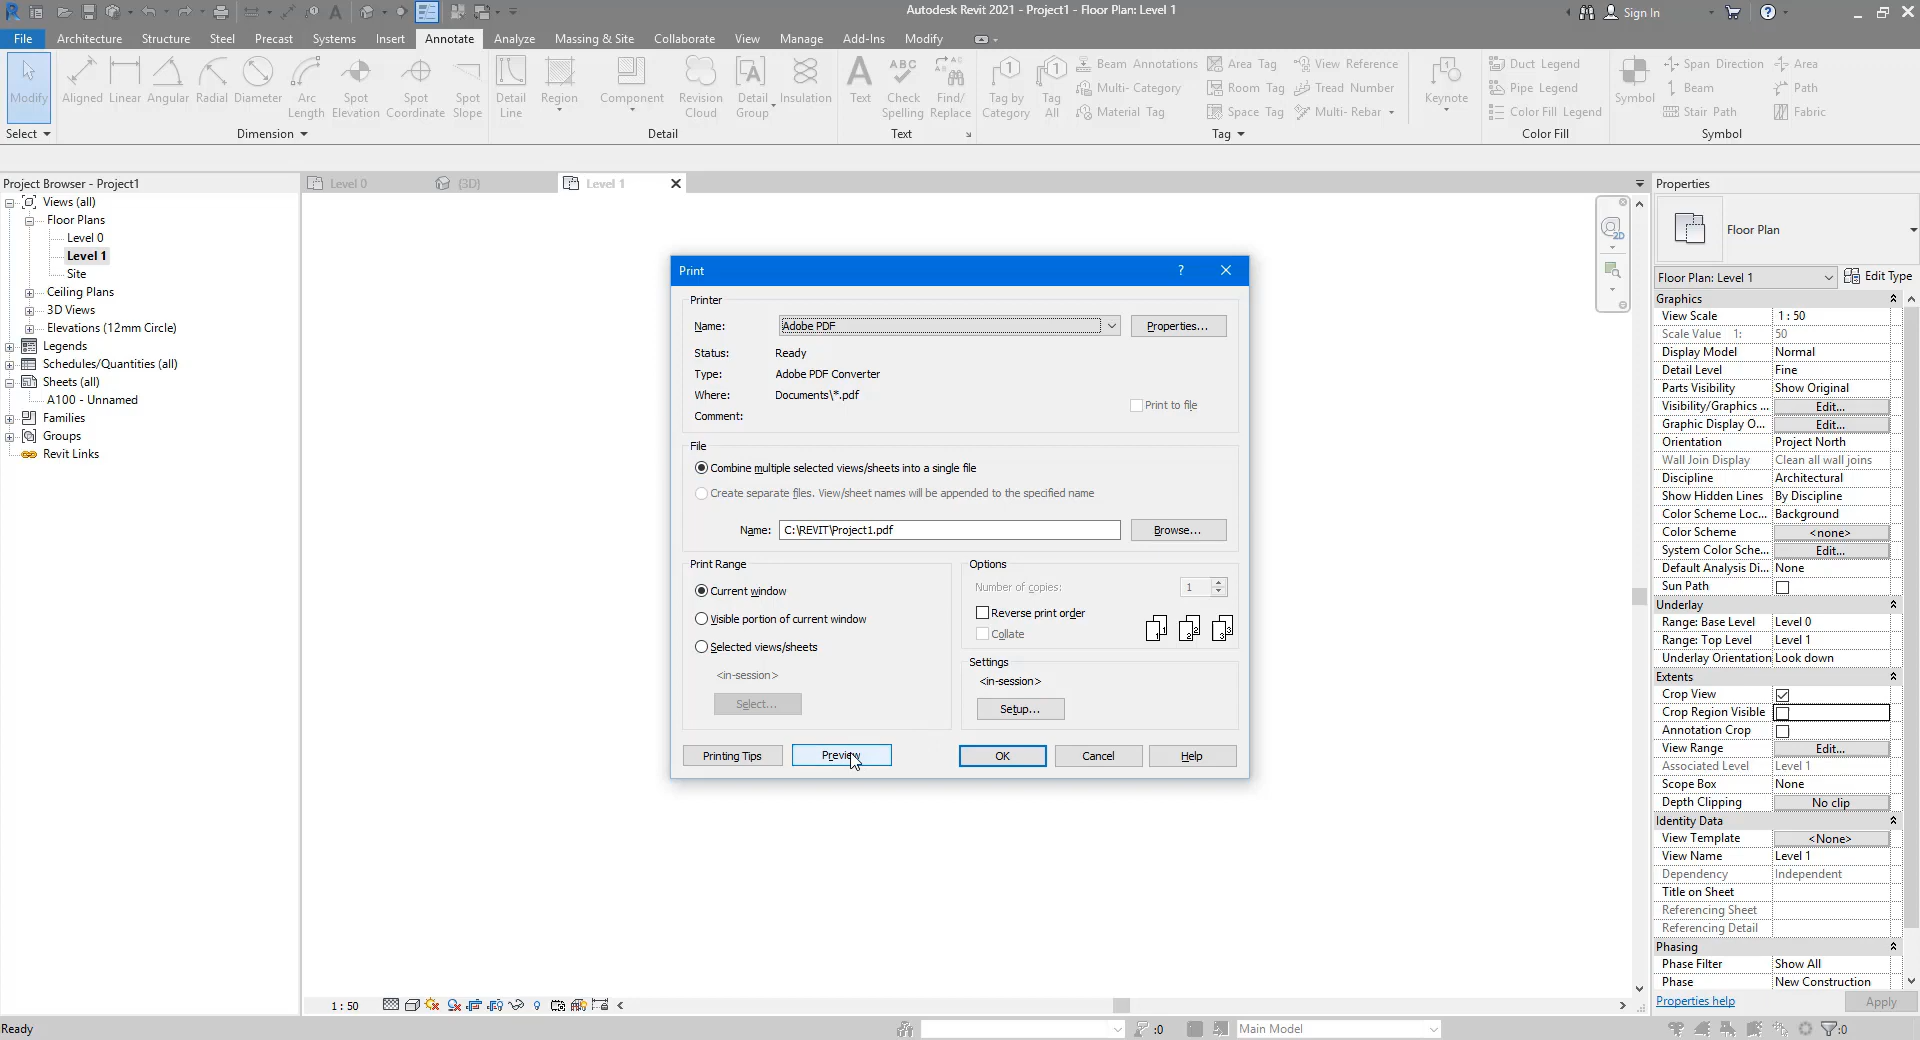 Autodesk Revit 2021 - Project1 - Floor Plan: Level 1
Sign In
File Architecture Structure Steel Precast Systems Insert Annotate Analyze Massing & Site Collaborate View Manage Add-Ins Modify
Modify
Aligned Linear Angular Radial Diameter Arc Length Spot Elevation Spot Coordinate Spot Slope
Detail Line Region Component Revision Cloud Detail Group Insulation
Text Check Spelling Find/ Replace
Tag by Category Tag All
Beam Annotations Area Tag View Reference
Multi- Category Room Tag Tread Number
Material Tag Space Tag Multi- Rebar
Keynote
Duct Legend
Pipe Legend
Color Fill Legend
Symbol
Span Direction Area
Beam Path
Stair Path Fabric
Select Dimension Detail Text Tag Color Fill Symbol
Project Browser - Project1
Views (all)
Floor Plans
Level 0
Level 1
Site
Ceiling Plans
3D Views
Elevations (12mm Circle)
Legends
Schedules/Quantities (all)
Sheets (all)
A100 - Unnamed
Families
Groups
Revit Links
Level 0 {3D} Level 1
2D
Print
Printer
Name: Adobe PDF Properties...
Status: Ready
Type: Adobe PDF Converter
Where: Documents\*.pdf
Comment:
Print to file
File
Combine multiple selected views/sheets into a single file
Create separate files. View/sheet names will be appended to the specified name
Name: C:\REVIT\Project1.pdf Browse...
Print Range
Current window
Visible portion of current window
Selected views/sheets
<in-session>
Select...
Options
Number of copies: 1
Reverse print order
Collate
1 1 2 2 3 3
Settings
<in-session>
Setup...
Printing Tips Preview OK Cancel Help
Properties
Floor Plan
Floor Plan: Level 1 Edit Type
Graphics
View Scale 1 : 50
Scale Value 1: 50
Display Model Normal
Detail Level Fine
Parts Visibility Show Original
Visibility/Graphics ... Edit...
Graphic Display O... Edit...
Orientation Project North
Wall Join Display Clean all wall joins
Discipline Architectural
Show Hidden Lines By Discipline
Color Scheme Loc... Background
Color Scheme <none>
System Color Sche... Edit...
Default Analysis Di... None
Sun Path
Underlay
Range: Base Level Level 0
Range: Top Level Level 1
Underlay Orientation Look down
Extents
Crop View
Crop Region Visible
Annotation Crop
View Range Edit...
Associated Level Level 1
Scope Box None
Depth Clipping No clip
Identity Data
View Template <None>
View Name Level 1
Dependency Independent
Title on Sheet
Referencing Sheet
Referencing Detail
Phasing
Phase Filter Show All
Phase New Construction
Properties help Apply
1 : 50
Ready
:0
Main Model
:0